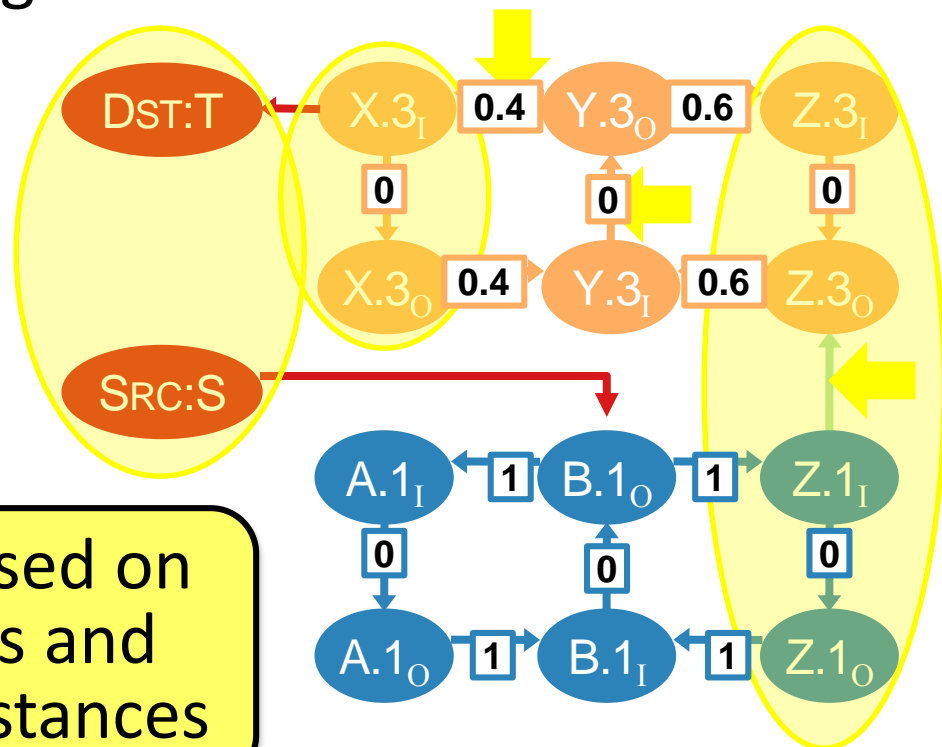 g
DST:T
X.3I 0.4 Y.3O 0.6 Z.3I
0 0 0
X.3O 0.4 Y.3I 0.6 Z.3O
SRC:S
A.1I 1 B.1O 1 Z.1I
0 0 0
A.1O 1 B.1I 1 Z.1O
sed on
s and
stances